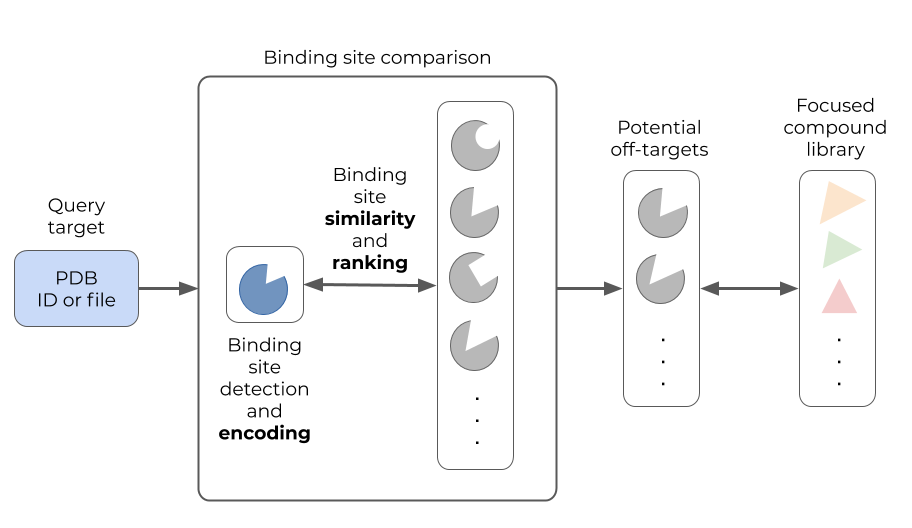 Binding site comparison
Query
target
PDB
ID or file
Binding
site
similarity
and
ranking
Binding
site
detection
and
encoding
Potential
off-targets
Focused
compound
library